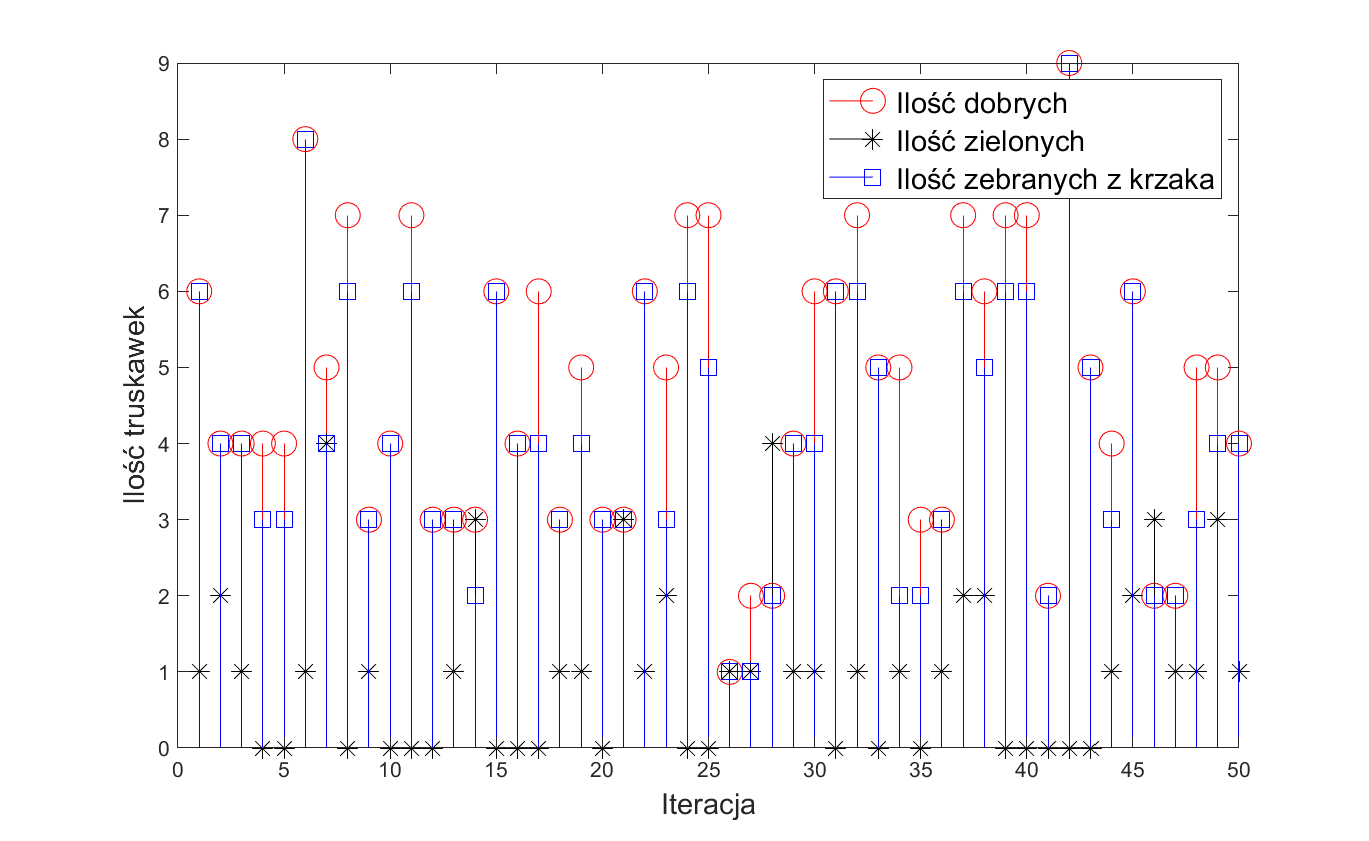 9
8
7
6
5
4
3
2
1
0
Ilość truskawek
Ilość dobrych
Ilość zielonych
Ilość zebranych z krzaka
0 5 10 15 20 25 30 35 40 45 50
Iteracja